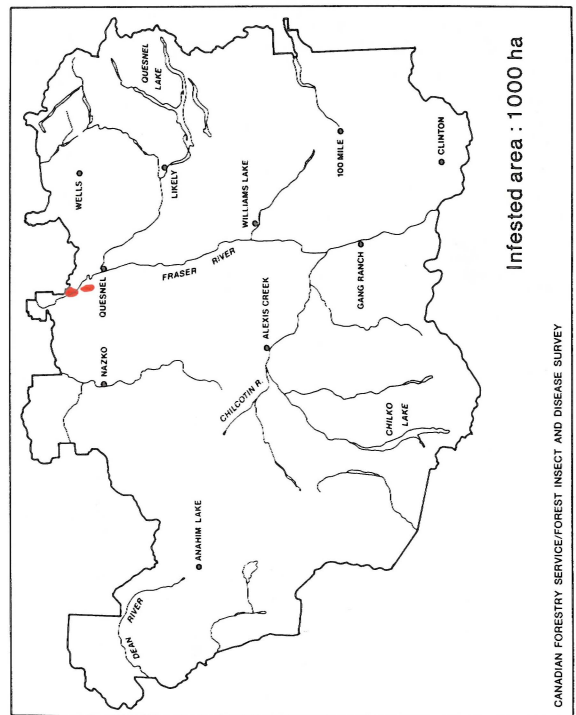 QUESNEL
LAKE
WELLS
LIKELY
QUESNEL
WILLIAMS LAKE
100 MILE
CLINTON
FRASER RIVER
GANG RANCH
NAZKO
ALEXIS CREEK
CHILCOTIN R.
CHILKO
LAKE
ANAHIM LAKE
DEAN RIVER
Infested area : 1000 ha
CANADIAN FORESTRY SERVICE/FOREST INSECT AND DISEASE SURVEY